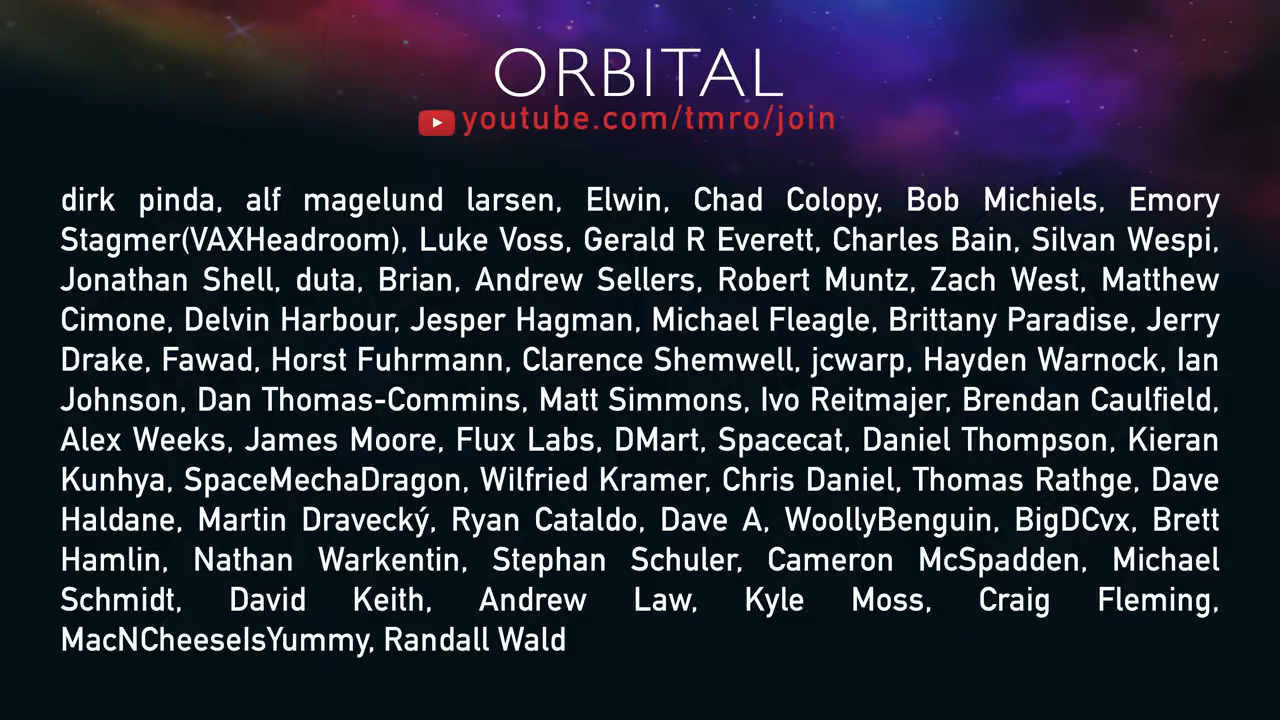 ORBITAL
youtube.com/tmro/join
dirk pinda, alf magelund larsen, Elwin, Chad Colopy, Bob Michiels, Emory
Stagmer(VAXHeadroom), Luke Voss, Gerald R Everett, Charles Bain, Silvan Wespi,
Jonathan Shell, duta, Brian, Andrew Sellers, Robert Muntz, Zach West, Matthew
Cimone, Delvin Harbour, Jesper Hagman, Michael Fleagle, Brittany Paradise, Jerry
Drake, Fawad, Horst Fuhrmann, Clarence Shemwell, jcwarp, Hayden Warnock, Ian
Johnson, Dan Thomas-Commins, Matt Simmons, Ivo Reitmajer, Brendan Caulfield,
Alex Weeks, James Moore, Flux Labs, DMart, Spacecat, Daniel Thompson, Kieran
Kunhya, SpaceMechaDragon, Wilfried Kramer, Chris Daniel, Thomas Rathge, Dave
Haldane, Martin Dravecký, Ryan Cataldo, Dave A, WoollyBenguin, BigDCvx, Brett
Hamlin, Nathan Warkentin, Stephan Schuler, Cameron McSpadden, Michael
Schmidt, David Keith, Andrew Law, Kyle Moss, Craig Fleming,
MacNCheeseIsYummy, Randall Wald